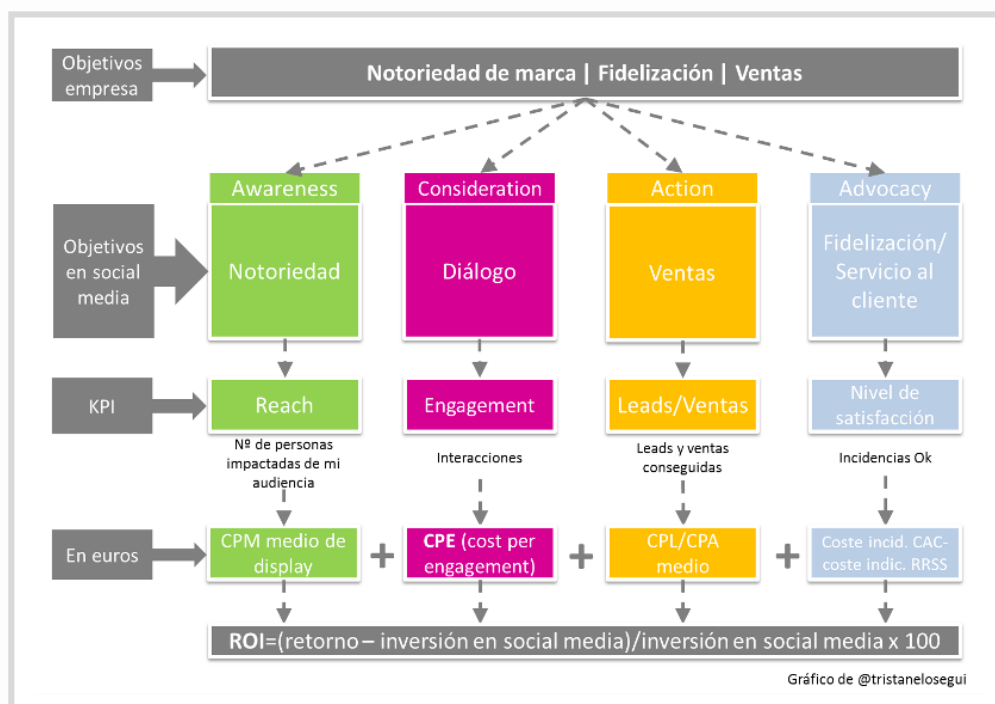 Objetivos
empresa
Notoriedad de marca | Fidelización | Ventas
Awareness
Consideration
Action
Advocacy
Objetivos
en social
media
Notoriedad
Diálogo
Ventas
Fidelización/
Servicio al
cliente
KPI
Reach
Engagement
Leads/Ventas
Nivel de
satisfacción
Nº de personas
impactadas de mi
audiencia
Interacciones
Leads y ventas
conseguidas
Incidencias Ok
En euros
CPM medio de
display
+
CPE (cost per
engagement)
+
CPL/CPA
medio
+
Coste incid. CAC-
coste indic. RRSS
ROI=(retorno – inversión en social media)/inversión en social media x 100
Gráfico de @tristanelosegui